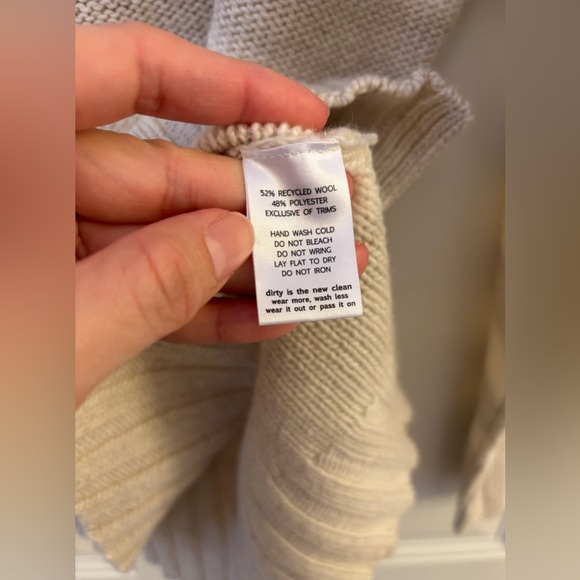 52% RECYCLED WOOL
48% POLYESTER
EXCLUSIVE OF TRIMS
HAND WASH COLD
DO NOT BLEACH
DO NOT WRING
LAY FLAT TO DRY
DO NOT IRON
dirty is the new clean
wear more, wash less
wear it out or pass it on